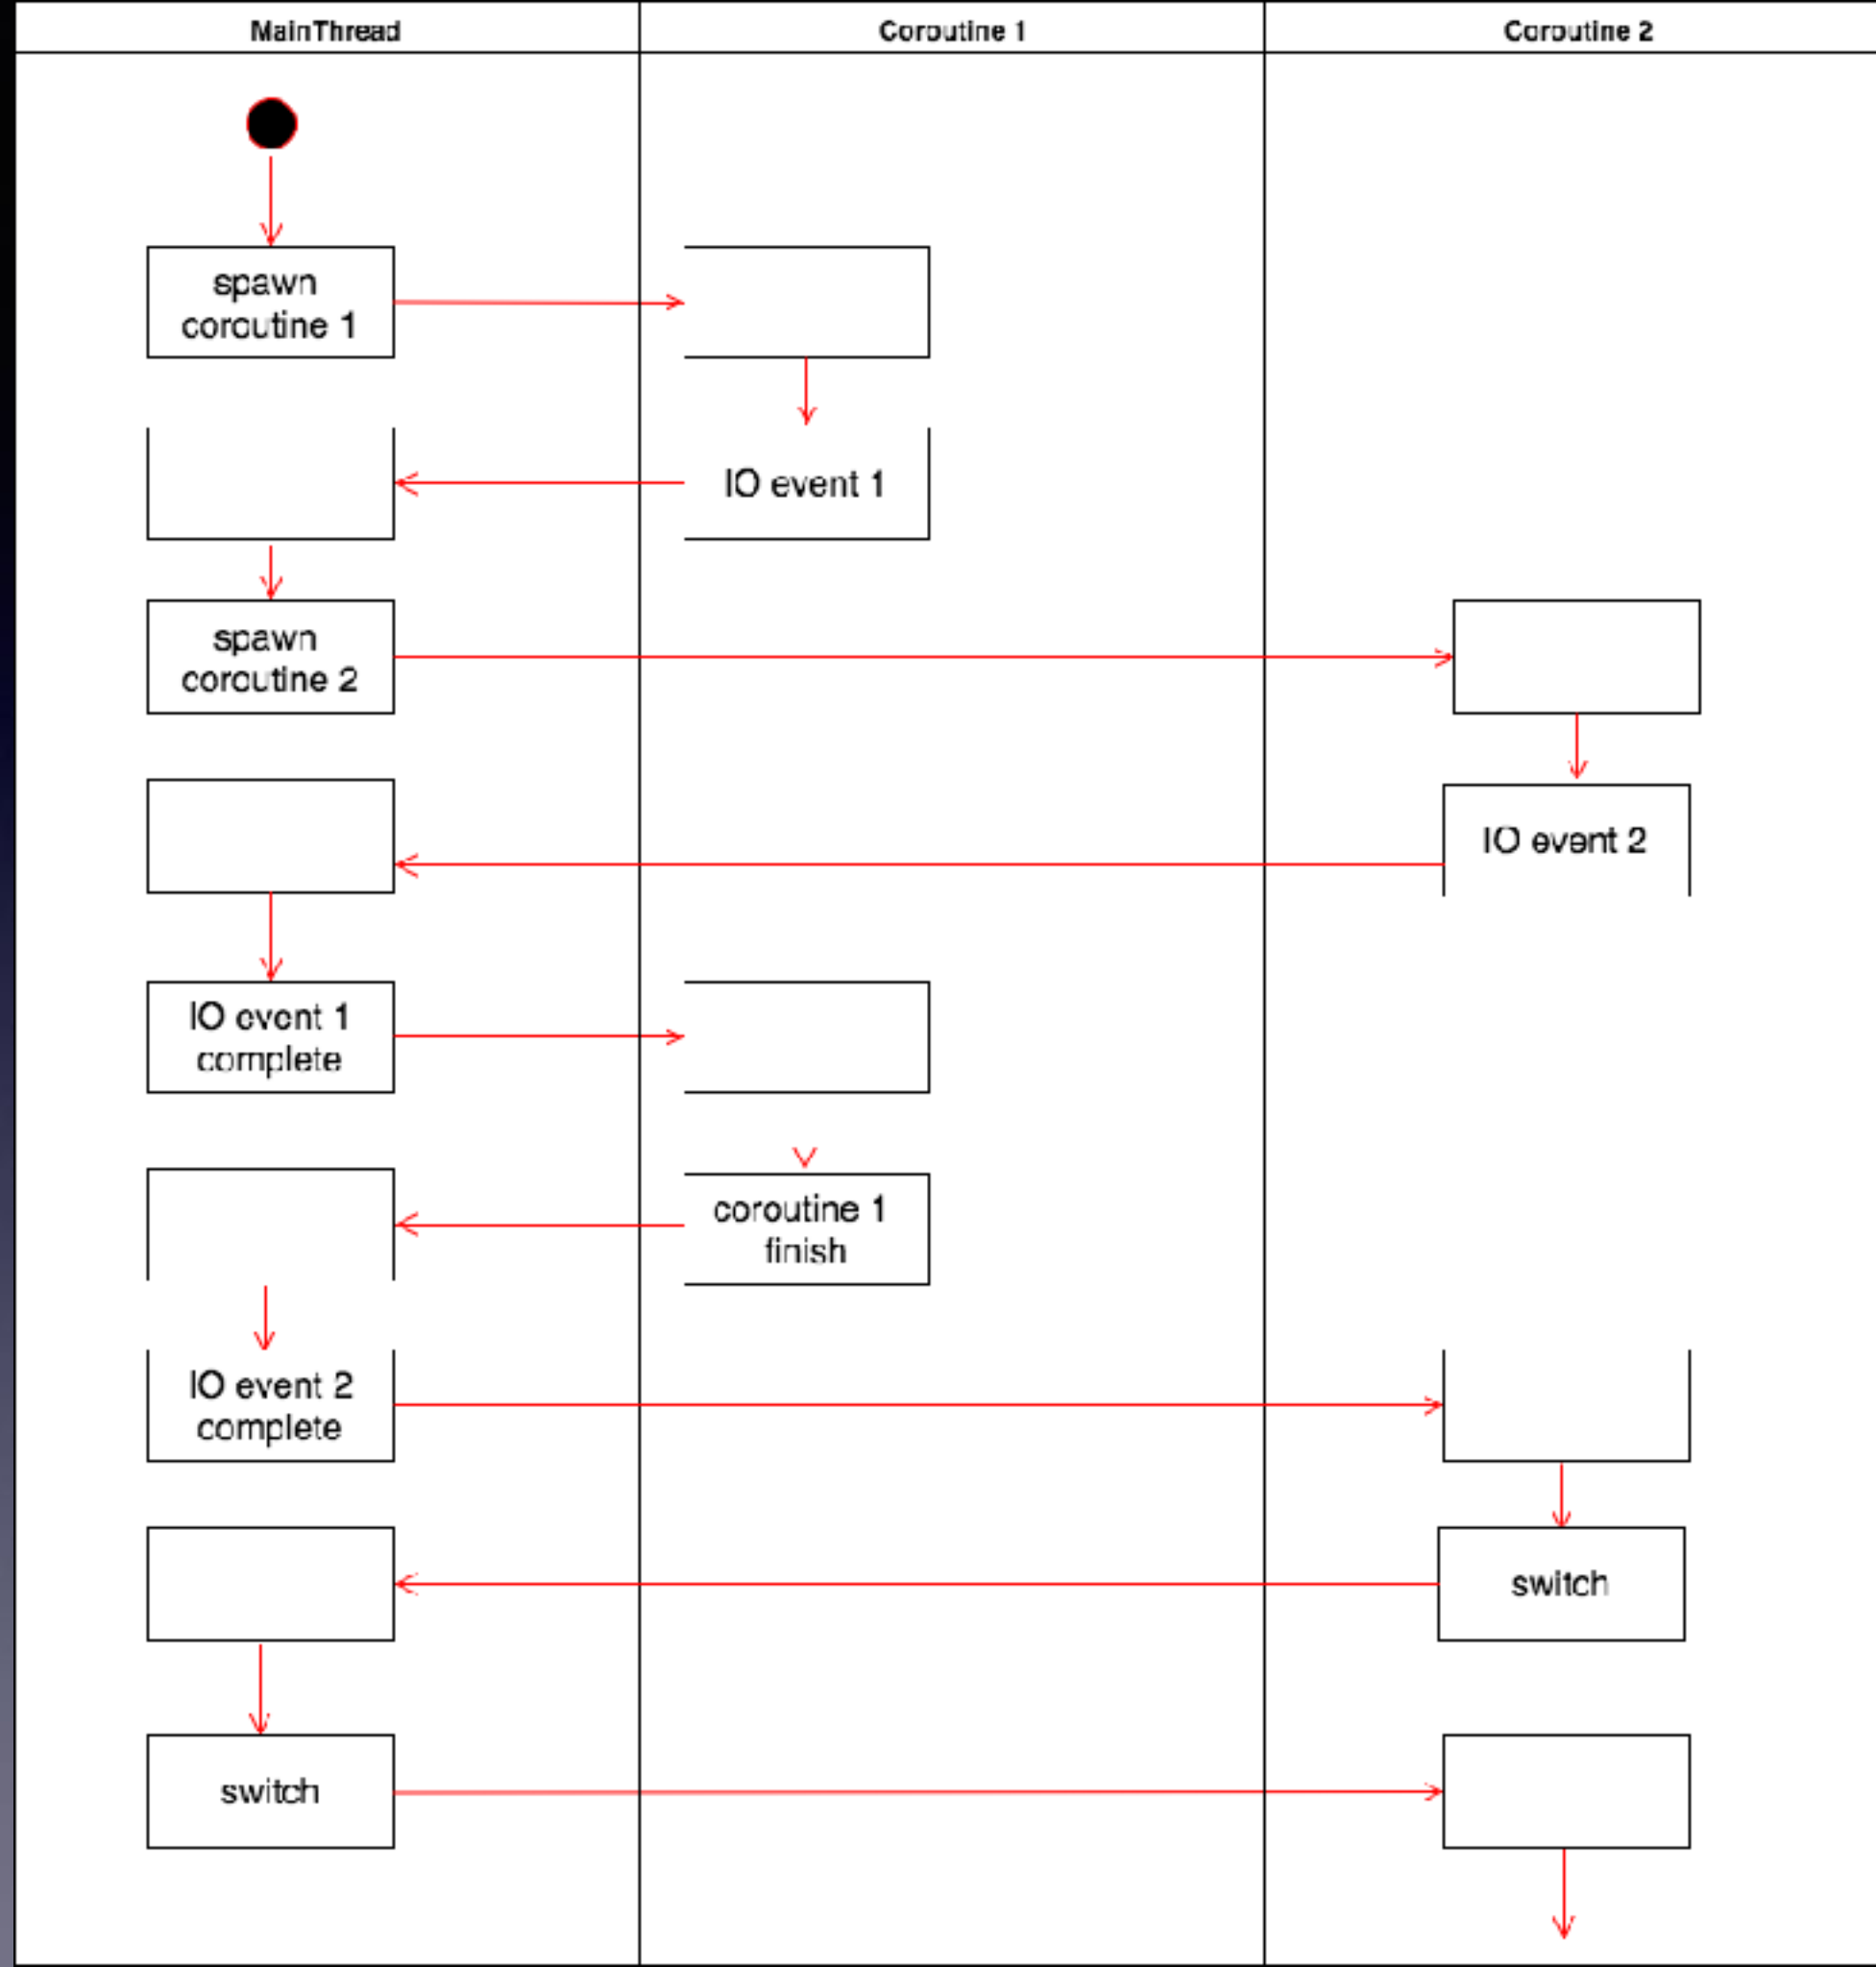 MainThread
Coroutine 1
Coroutine 2
spawn
coroutine 1
IO event 1
spawn
coroutine 2
IO event 2
IO event 1
complete
coroutine 1
finish
IO event 2
complete
switch
switch